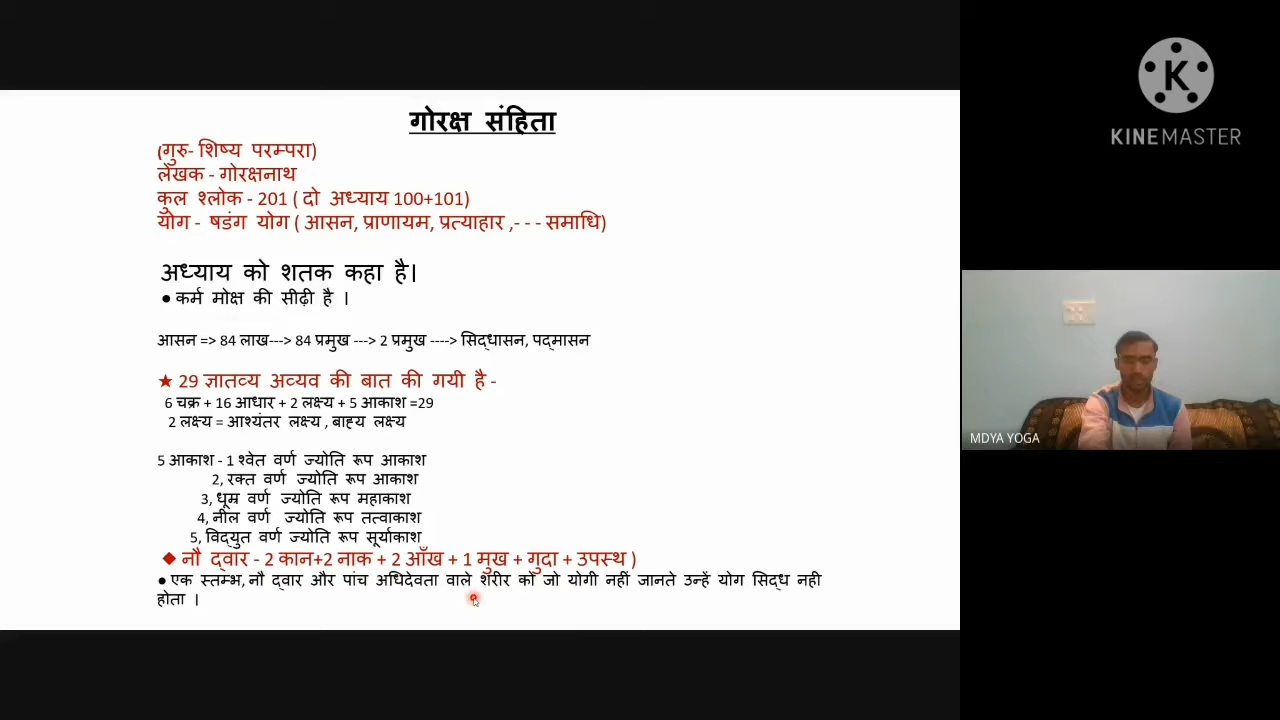 गोरक्ष संहिता
(गुरु- शिष्य परम्परा)
लेखक - गोरक्षनाथ
कुल श्लोक - 201 ( दो अध्याय 100+101)
योग - षडंग योग ( आसन, प्राणायम, प्रत्याहार ,- - - समाधि)
अध्याय को शतक कहा है।
● कर्म मोक्ष की सीढ़ी है ।
आसन => 84 लाख---> 84 प्रमुख ---> 2 प्रमुख ----> सिद्धासन, पद्मासन
★ 29 ज्ञातव्य अव्यव की बात की गयी है -
6 चक्र + 16 आधार + 2 लक्ष्य + 5 आकाश =29
2 लक्ष्य = आश्यंतर लक्ष्य , बाह्य लक्ष्य
5 आकाश - 1 श्वेत वर्ण ज्योति रूप आकाश
2, रक्त वर्ण ज्योति रूप आकाश
3, धूम्र वर्ण ज्योति रूप महाकाश
4, नील वर्ण ज्योति रूप तत्वाकाश
5, विद्युत वर्ण ज्योति रूप सूर्याकाश
◆ नौ द्वार - 2 कान+2 नाक + 2 आँख + 1 मुख + गुदा + उपस्थ )
● एक स्तम्भ, नौ द्वार और पांच अधिदेवता वाले शरीर कों जो योगी नहीं जानते उन्हें योग सिद्ध नही
होता ।
K
KINEMASTER
MDYA YOGA